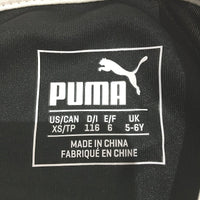 PUMA
US/CAN D/I E/F UK
XS/TP 116 6 5-6Y
MADE IN CHINA
FABRIQUÉ EN CHINE